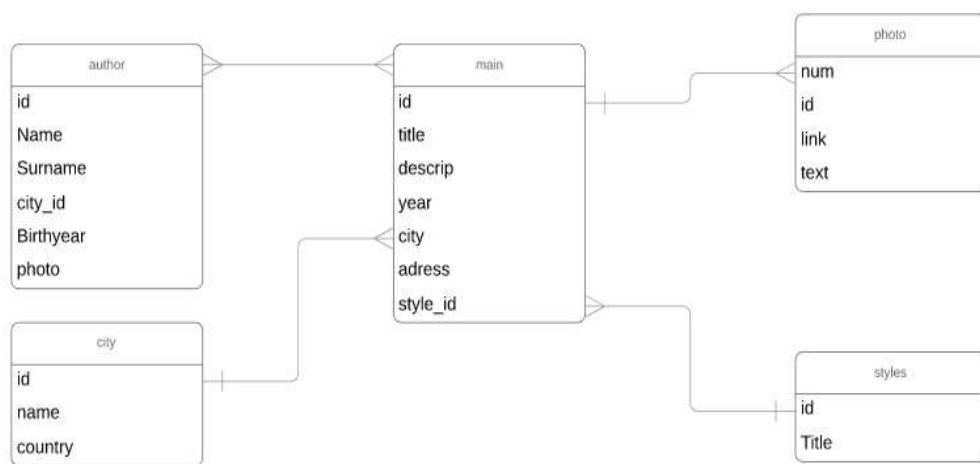 author
id
Name
Surname
city_id
Birthyear
photo
city
id
name
country
main
id
title
descrip
year
city
adress
style_id
photo
num
id
link
text
styles
id
Title